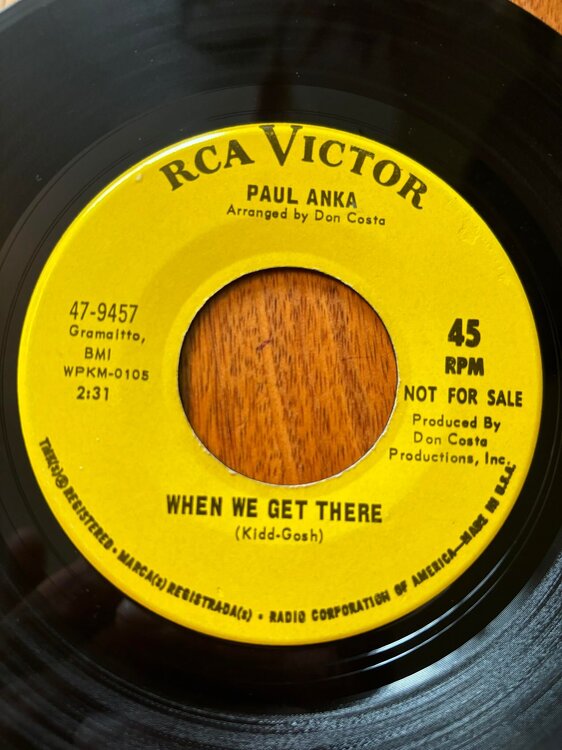 RCA VICTOR
PAUL ANKA
Arranged by Don Costa
47-9457
Gramaitto,
BMI
WPKM-0105
2:31
45
RPM
NOT FOR SALE
Produced By
Don Costa
Productions, Inc.
WHEN WE GET THERE
(Kidd-Gosh)
TMK(s) ® REGISTERED • MARCA(s) REGISTRADA(s) • RADIO CORPORATION OF AMERICA—MADE IN U.S.A.